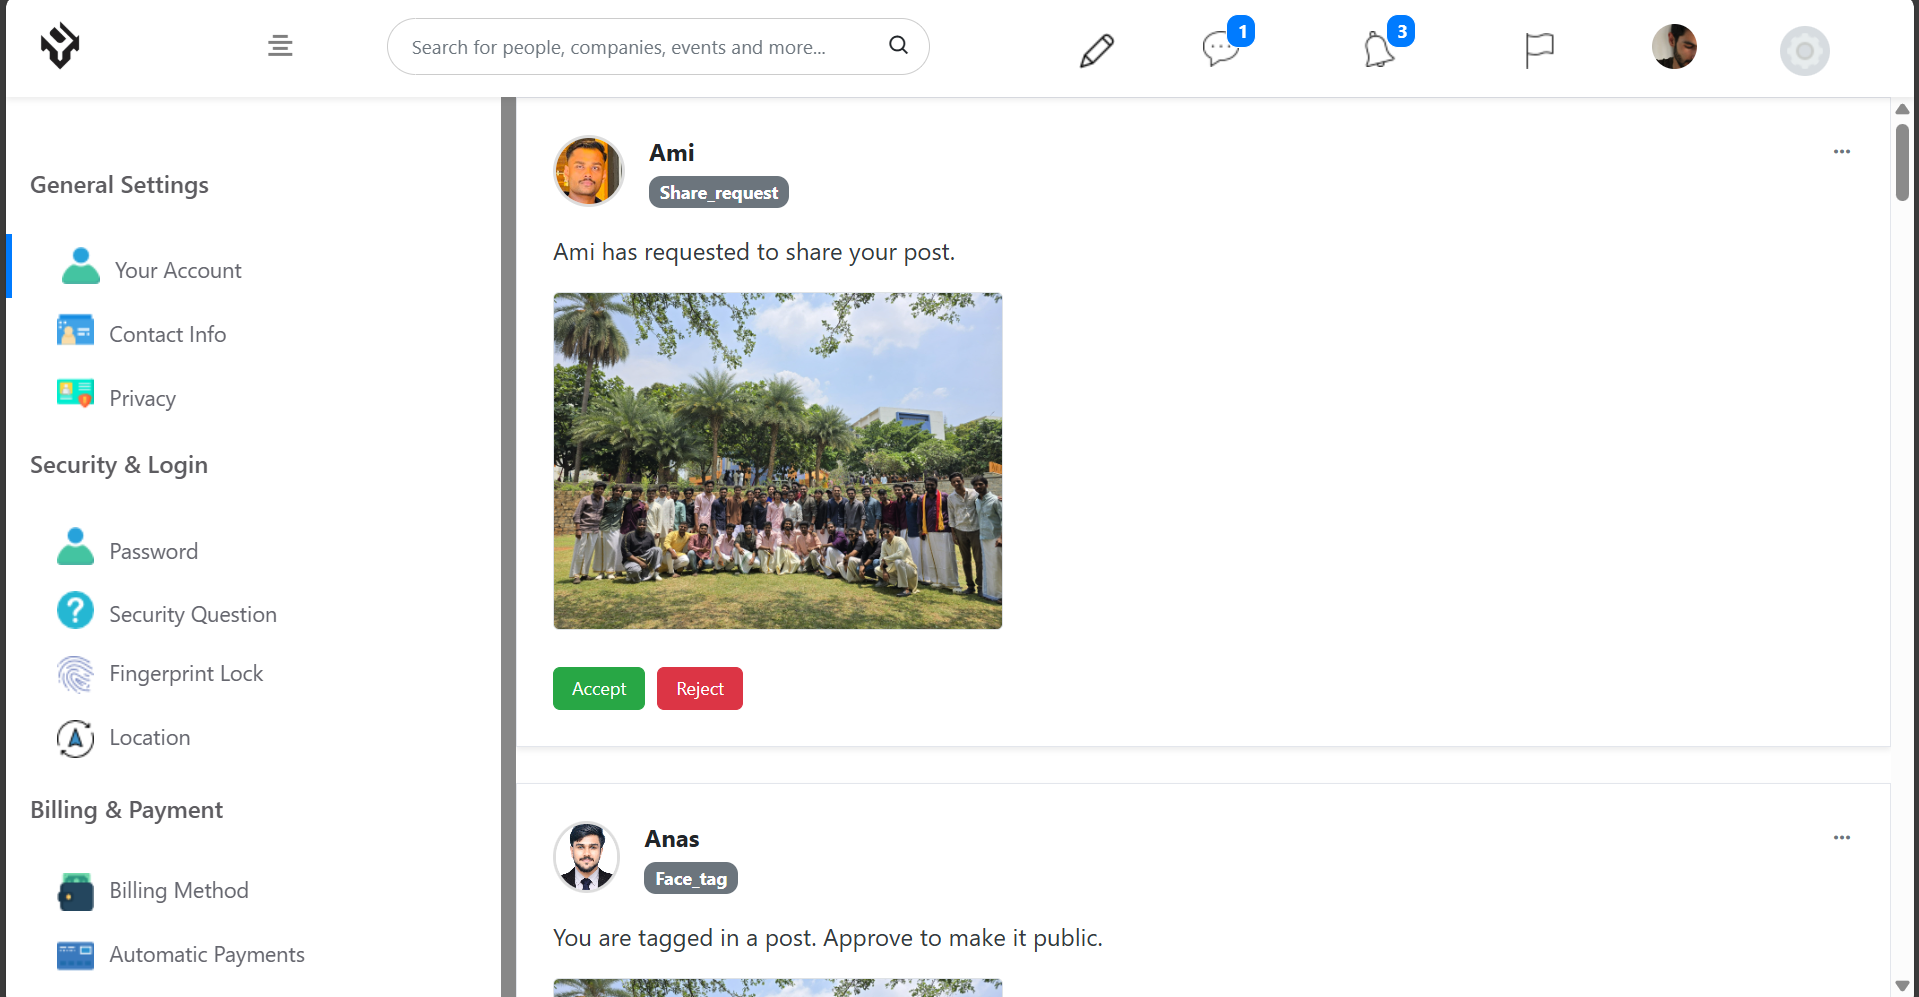 Search for people, companies, events and more...
1
3
General Settings
Your Account
Contact Info
Privacy
Security & Login
Password
Security Question
Fingerprint Lock
Location
Billing & Payment
Billing Method
Automatic Payments
Ami
Share_request
Ami has requested to share your post.
Accept
Reject
Anas
Face_tag
You are tagged in a post. Approve to make it public.